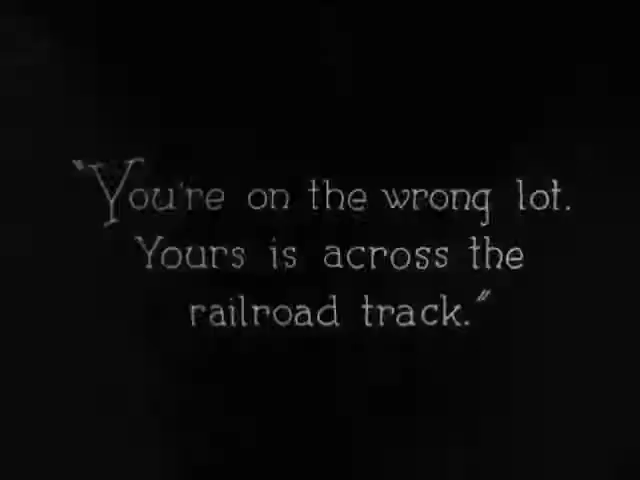 "You're on the wrong lot.
Yours is across the
railroad track."